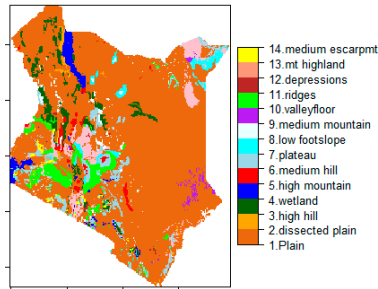 14.medium escarpmt
13.mt highland
12.depressions
11.ridges
10.valleyfloor
9.medium mountain
8.low footslope
7.plateau
6.medium hill
5.high mountain
4.wetland
3.high hill
2.dissected plain
1.Plain